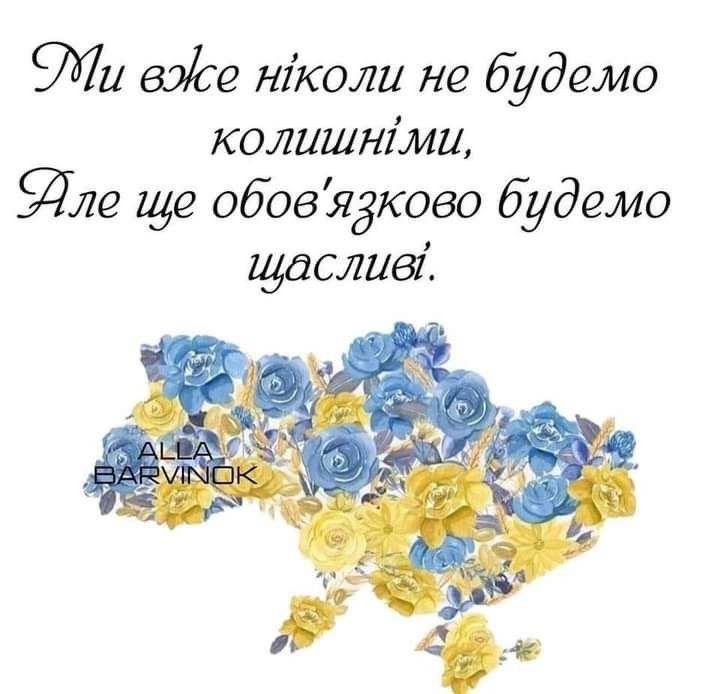 Ми вже ніколи не будемо
колишніми,
Але ще обов'язково будемо
щасливі.
ALLA
BARVINOK